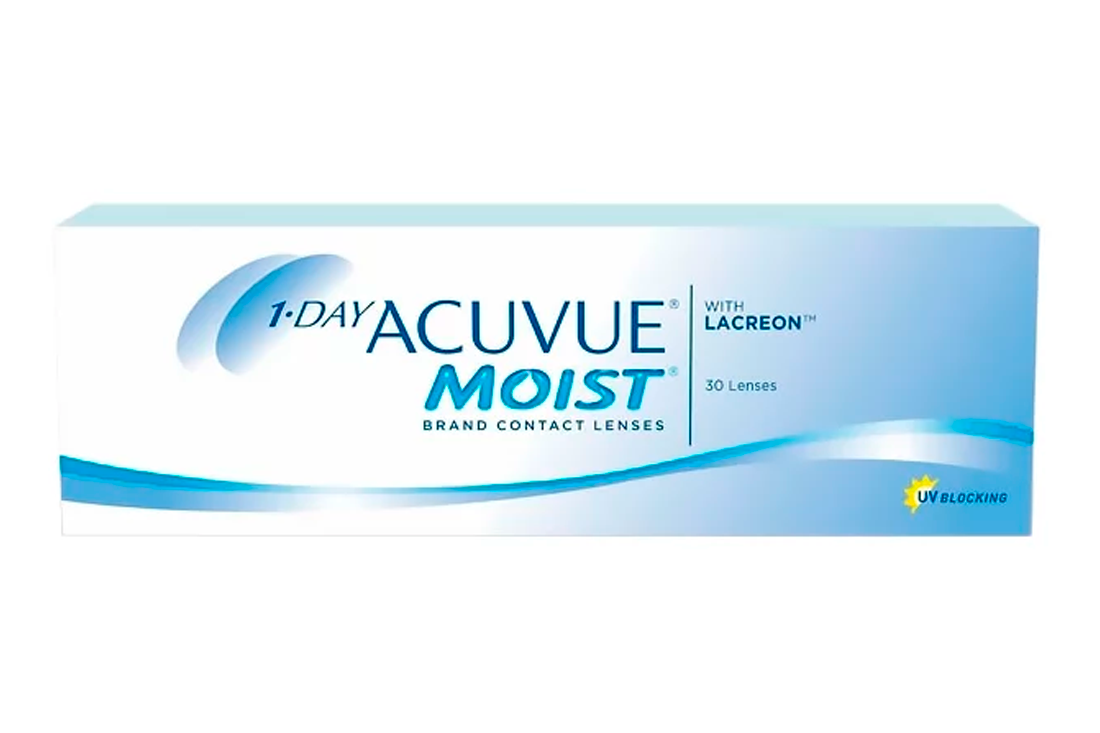 1·DAY ACUVUE®
MOIST®
BRAND CONTACT LENSES
WITH
LACREON™
30 Lenses
UV BLOCKING